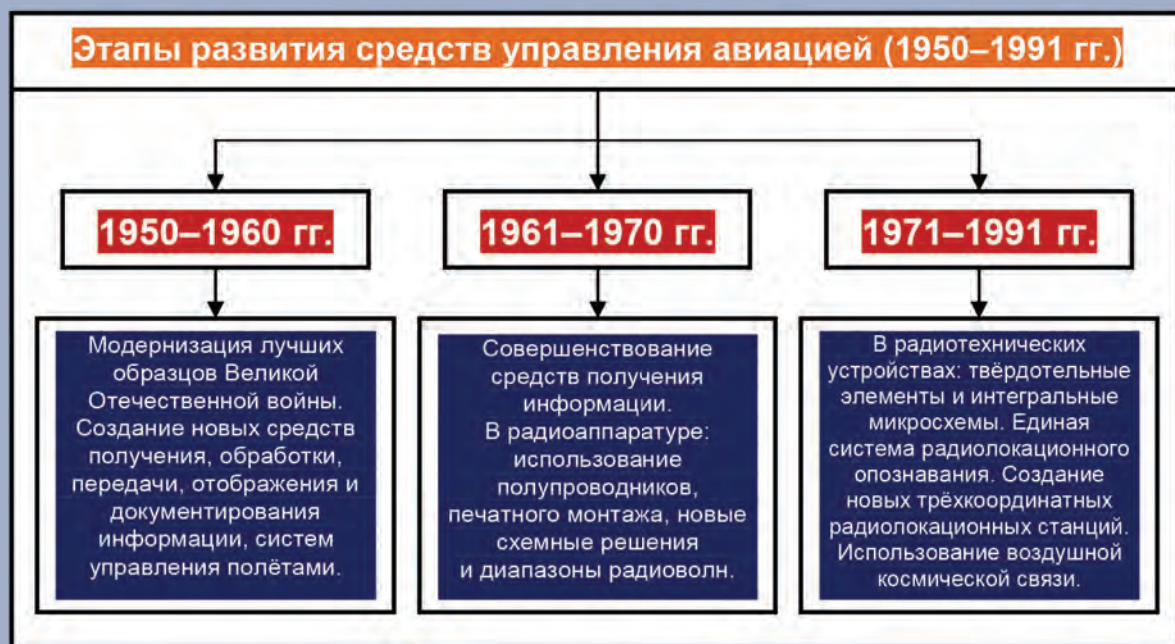 Этапы развития средств управления авиацией (1950–1991 гг.)
1950–1960 гг.
1961–1970 гг.
1971–1991 гг.
Модернизация лучших
образцов Великой
Отечественной войны.
Создание новых средств
получения, обработки,
передачи, отображения и
документирования
информации, систем
управления полётами.
Совершенствование
средств получения
информации.
В радиоаппаратуре:
использование
полупроводников,
печатного монтажа, новые
схемные решения
и диапазоны радиоволн.
В радиотехнических
устройствах: твёрдотельные
элементы и интегральные
микросхемы. Единая
система радиолокационного
опознавания. Создание
новых трёхкоординатных
радиолокационных станций.
Использование воздушной
космической связи.